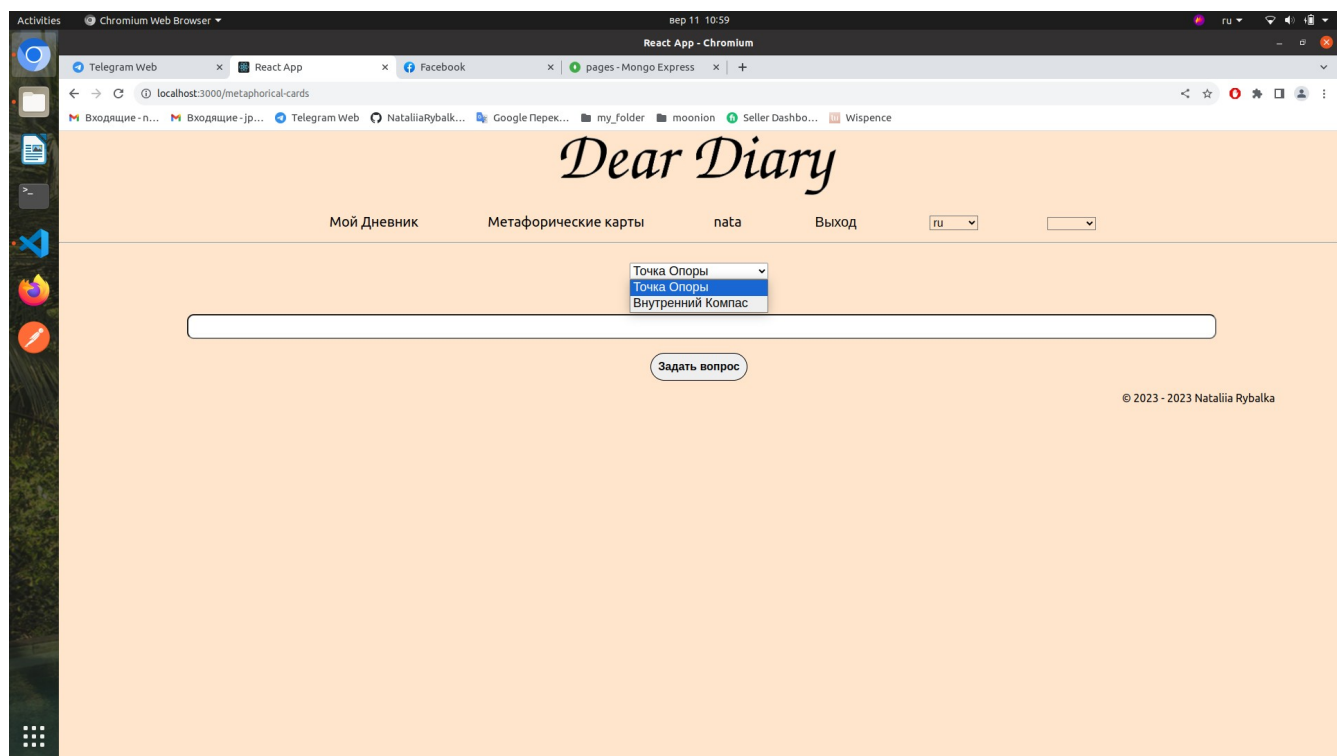 Activities Chromium Web Browser вер 11 10:59 ru
React App - Chromium
Telegram Web React App Facebook pages - Mongo Express
localhost:3000/metaphorical-cards
Входящие - n... Входящие - jp... Telegram Web NataliiaRybalk... Google Перек... my_folder moonion Seller Dashbo... Wispence
Dear Diary
Мой Дневник Метафорические карты nata Выход ru
Точка Опоры
Точка Опоры
Внутренний Компас
Задать вопрос
© 2023 - 2023 Nataliia Rybalka